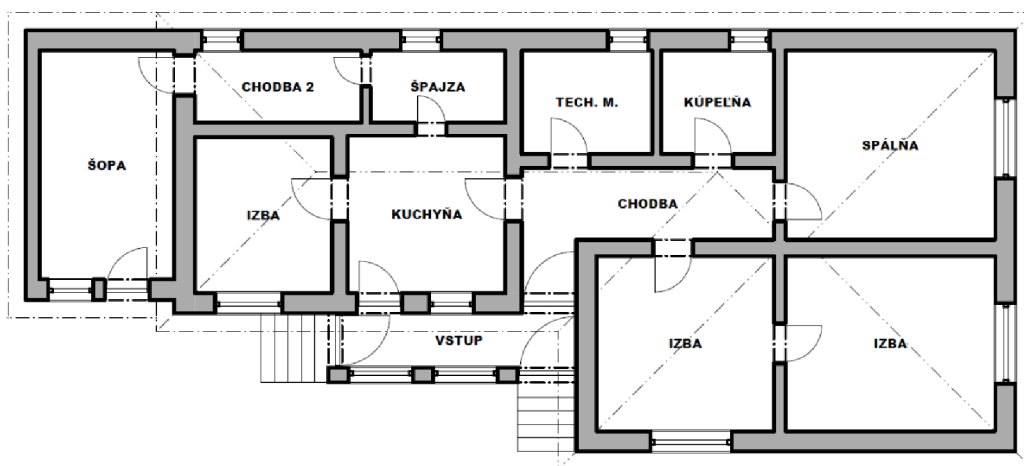 CHODBA 2
ŠPAJZA
TECH. M.
KÚPEĽŇA
SPÁLŇA
ŠOPA
CHODBA
IZBA
KUCHYŇA
VSTUP
IZBA
IZBA